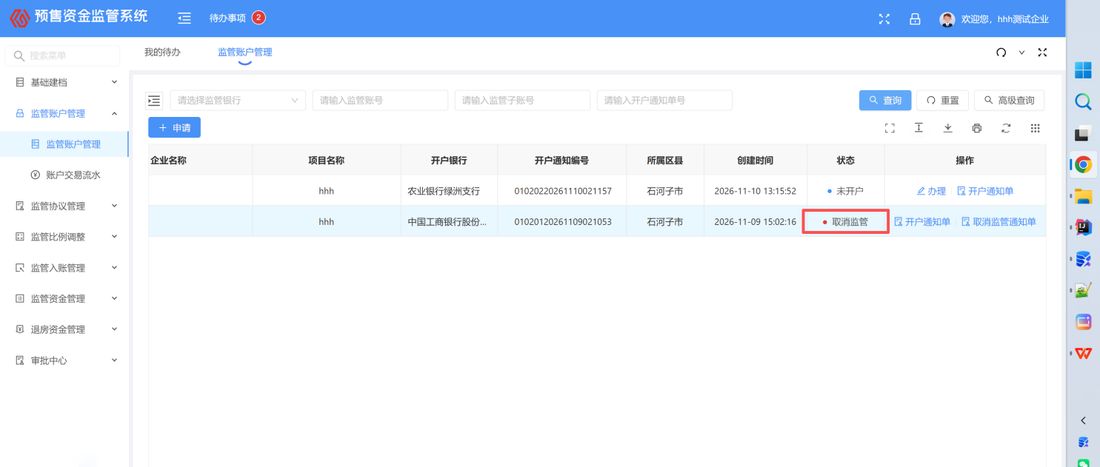 预售资金监管系统
待办事项 2
欢迎您，hhh测试企业
搜索菜单
我的待办 监管账户管理
基础建档
监管账户管理
监管账户管理
账户交易流水
监管协议管理
监管比例调整
监管入账管理
监管资金管理
退房资金管理
审批中心
请选择监管银行 请输入监管账号 请输入监管子账号 请输入开户通知单号 查询 重置 高级查询
申请
企业名称 项目名称 开户银行 开户通知编号 所属区县 创建时间 状态 操作
hhh 农业银行绿洲支行 01020220261110021157 石河子市 2026-11-10 13:15:52 未开户 办理 开户通知单
hhh 中国工商银行股份... 01020120261109021053 石河子市 2026-11-09 15:02:16 取消监管 开户通知单 取消监管通知单